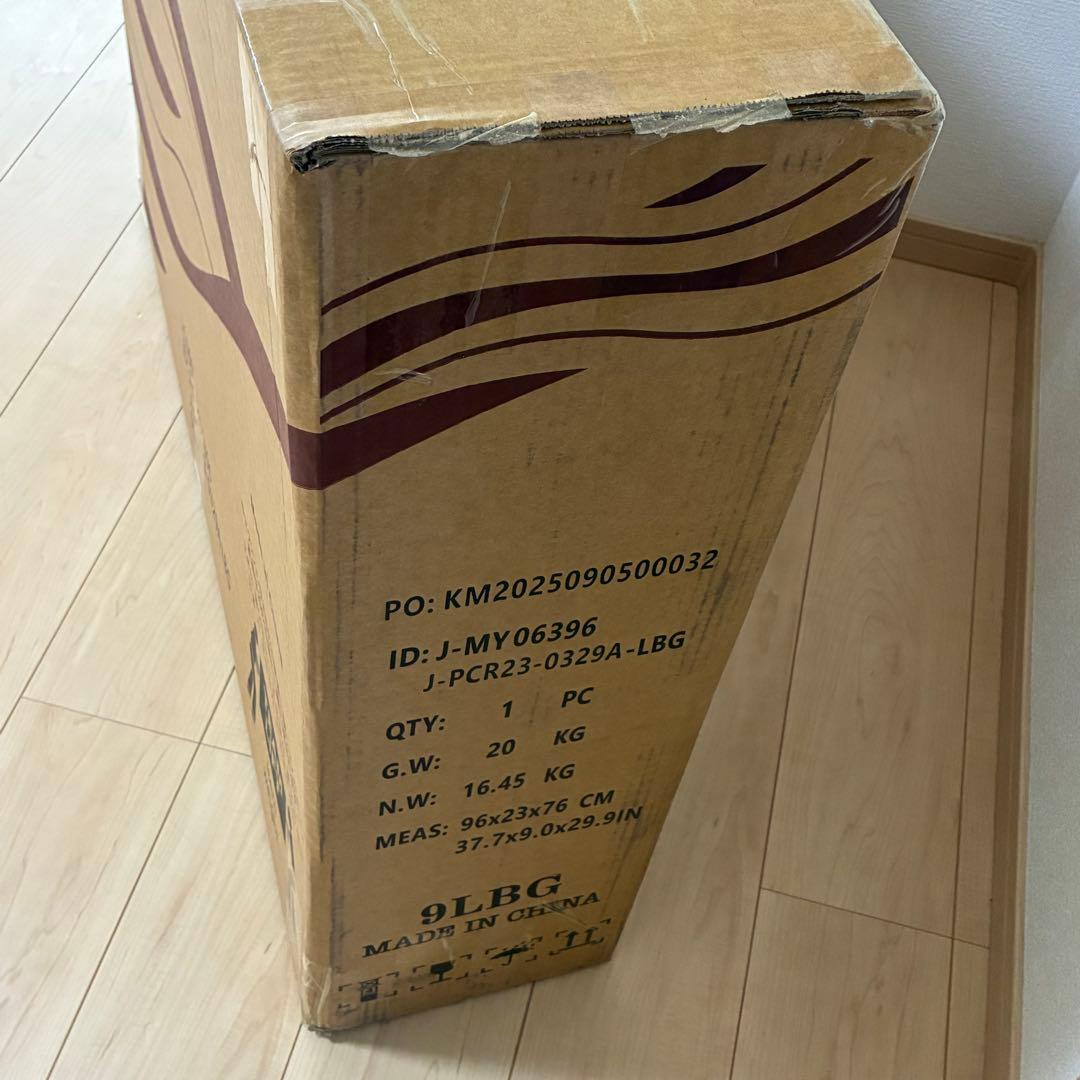 PO: KM2025090500032
ID: J-MY06396
J-PCR23-0329A-LBG
QTY: 1 PC
G.W: 20 KG
N.W: 16.45 KG
MEAS: 96x23x76 CM
37.7x9.0x29.9IN
9LBG
MADE IN CHINA